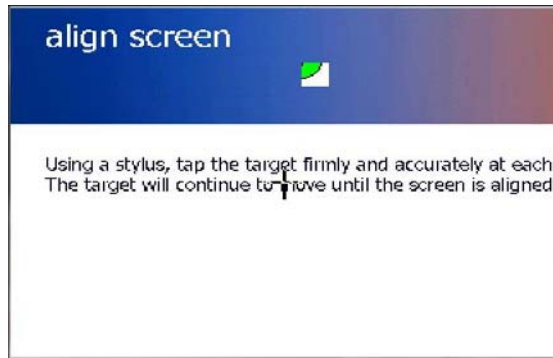 align screen
Using a stylus, tap the target firmly and accurately at each
The target will continue to move until the screen is aligned